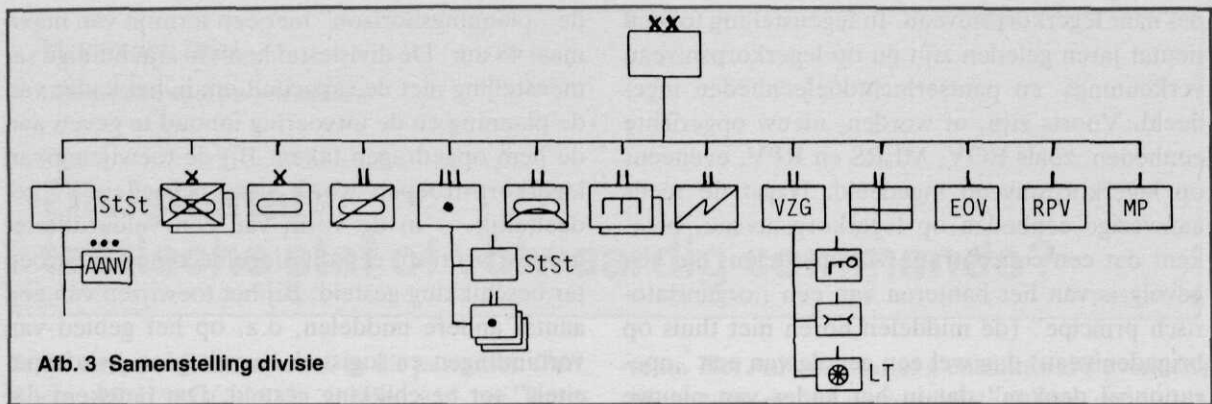 XX
StSt
VZG
EOV
RPV
MP
AANV
StSt
LT
Afb. 3 Samenstelling divisie